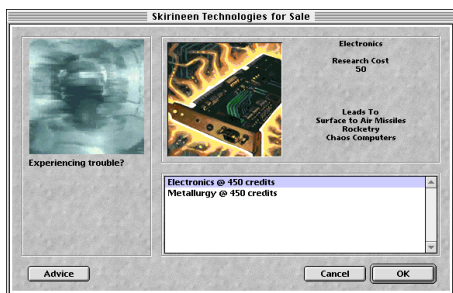 Skirineen Technologies for Sale
Experiencing trouble?
Electronics
Research Cost
50
Leads To
Surface to Air Missiles
Rocketry
Chaos Computers
Electronics @ 450 credits
Metallurgy @ 450 credits
Advice
Cancel
OK